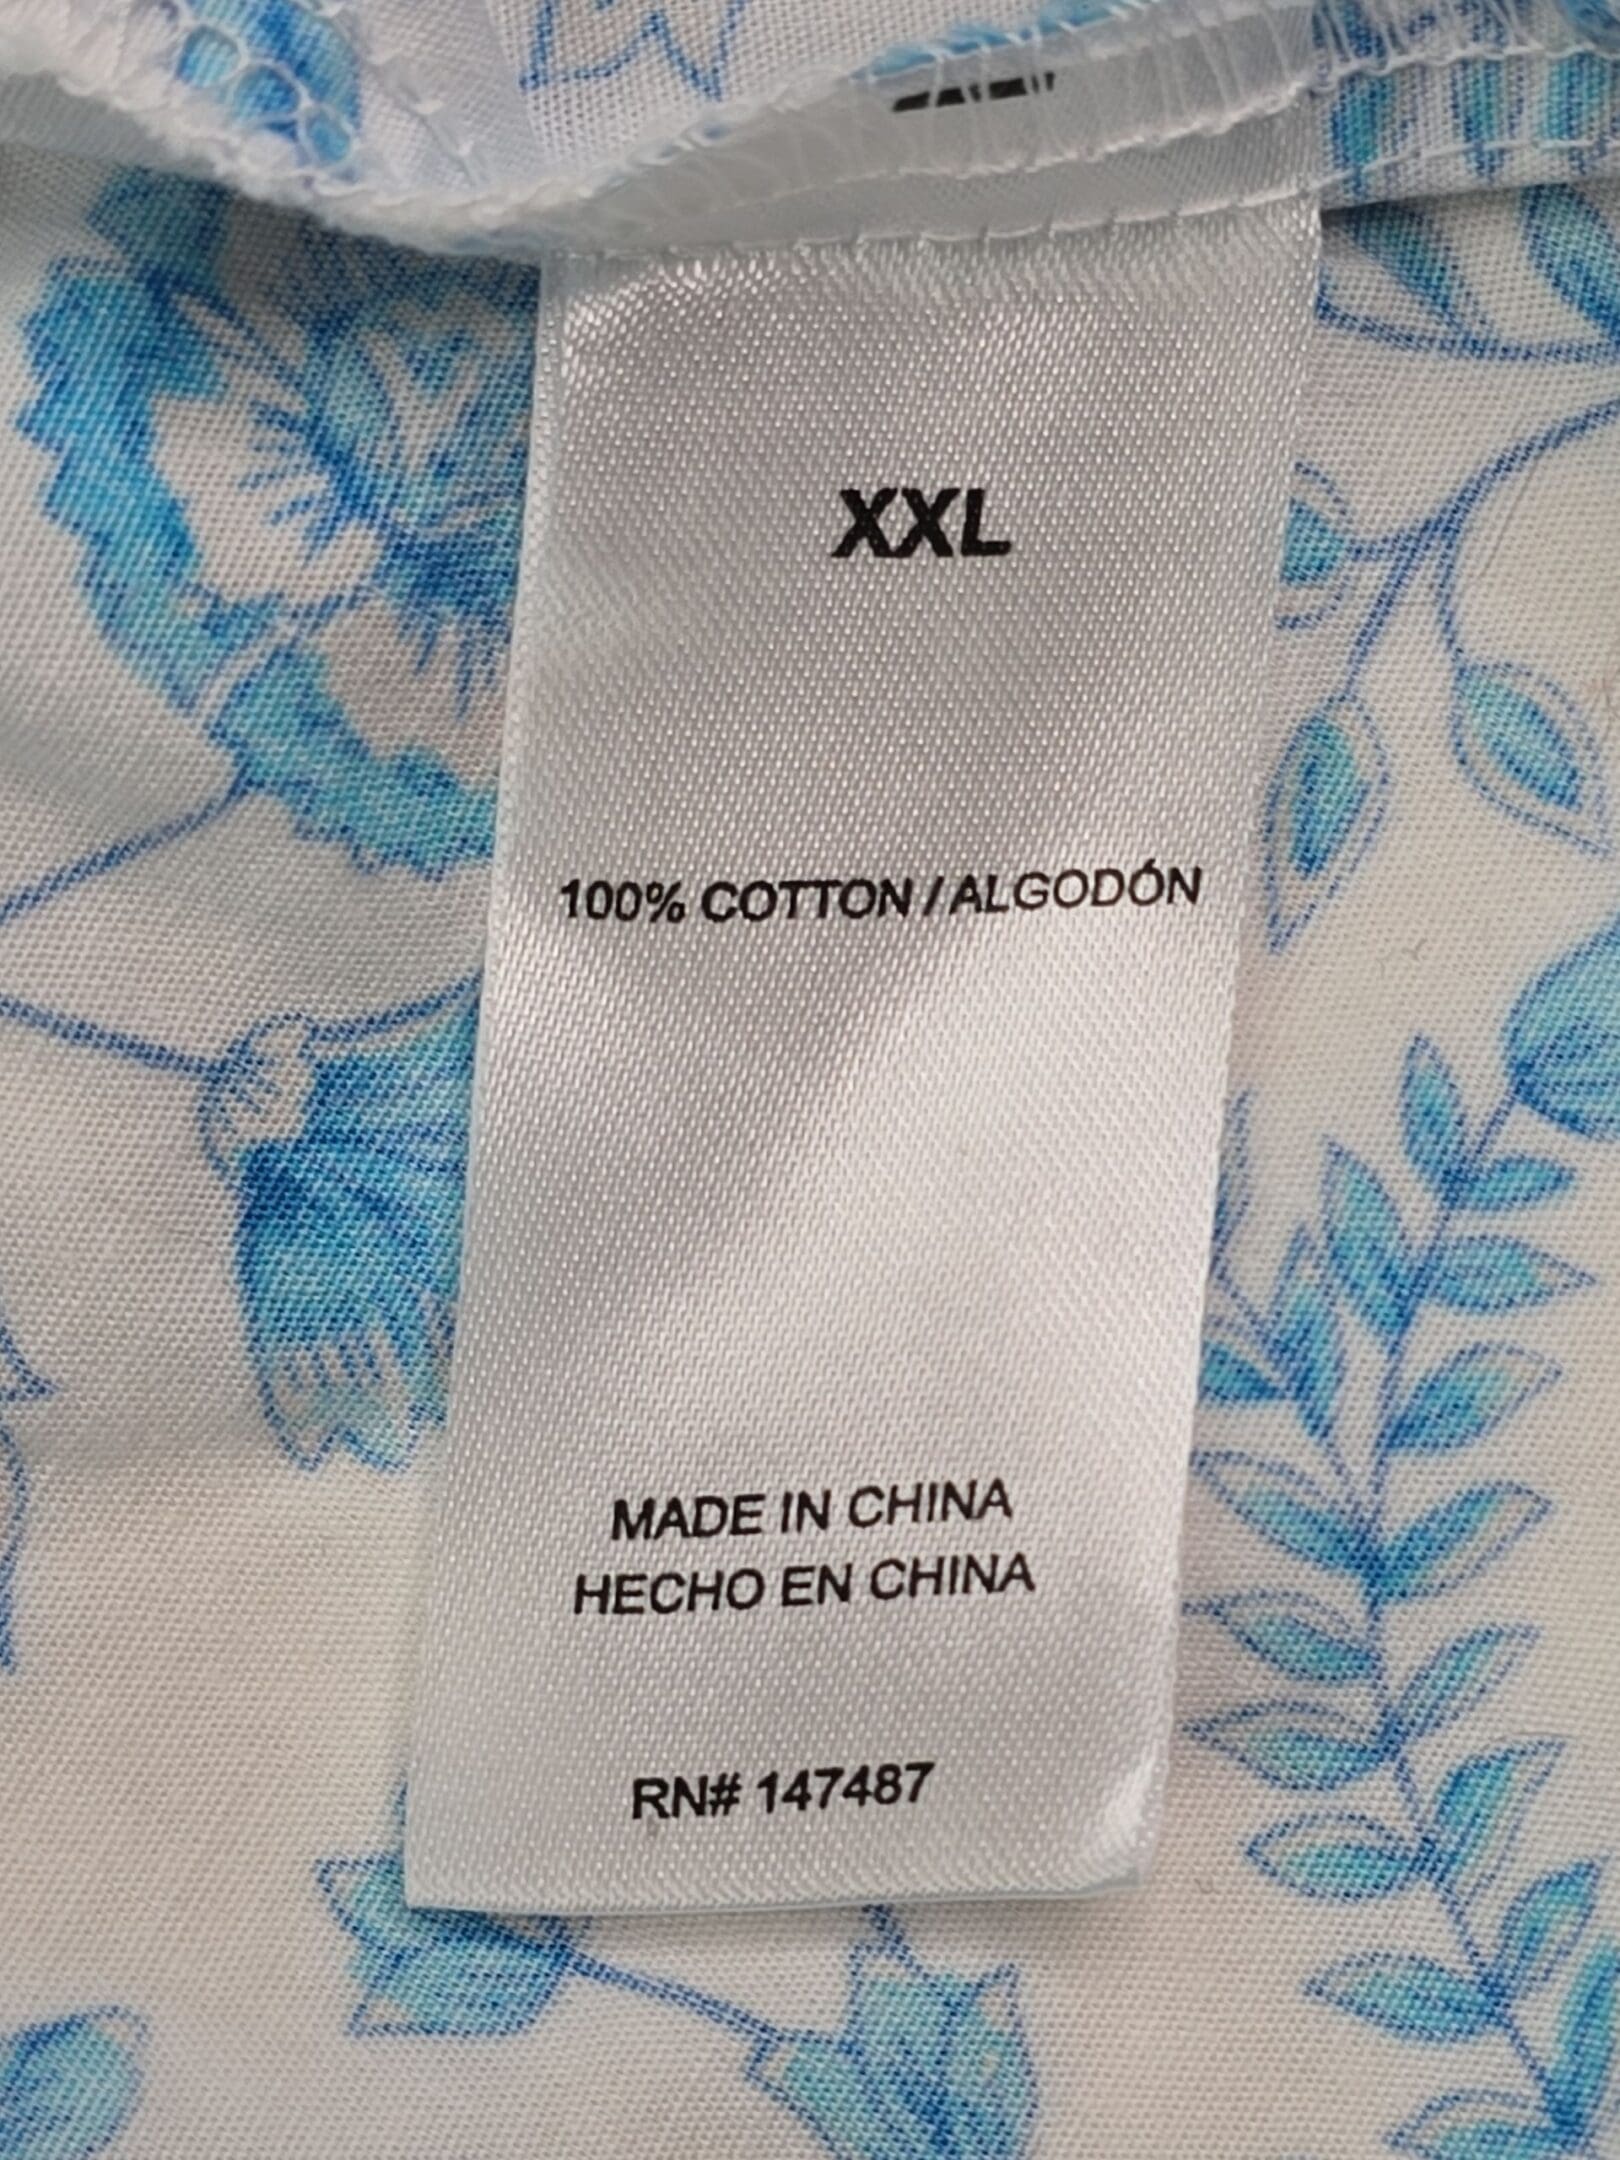 XXL
100% COTTON / ALGODÓN
MADE IN CHINA
HECHO EN CHINA
RN# 147487